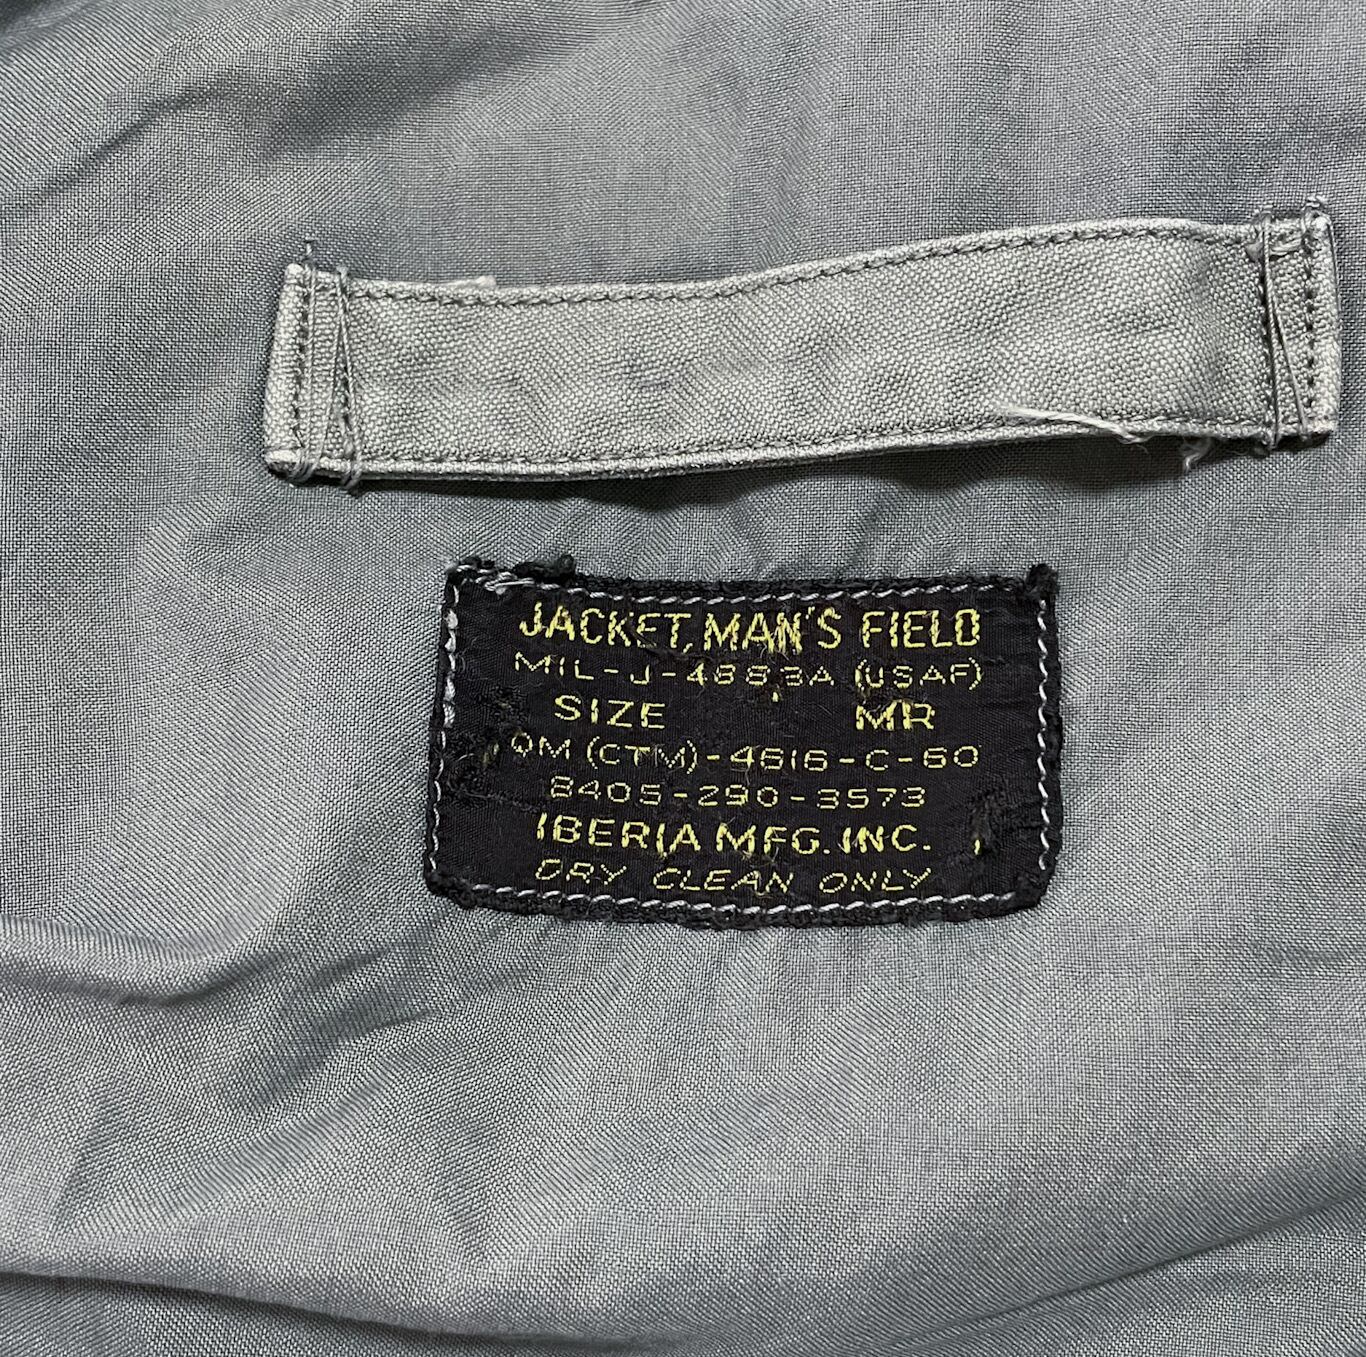 JACKET, MAN'S FIELD
MIL-J-4883A (USAF)
SIZE MR
QM (CTM)-4616-C-60
8405-290-3573
IBERIA MFG. INC.
DRY CLEAN ONLY